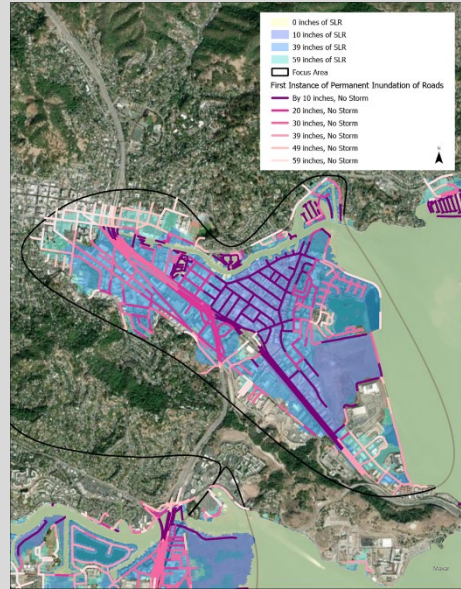 0 inches of SLR
10 inches of SLR
39 inches of SLR
59 inches of SLR
Focus Area
First Instance of Permanent Inundation of Roads
By 10 inches, No Storm
20 inches, No Storm
30 inches, No Storm
39 inches, No Storm
49 inches, No Storm
59 inches, No Storm
N
Maxar